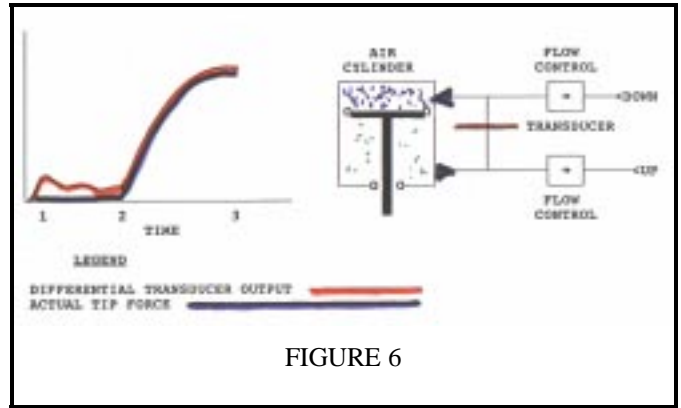 1 2 3
TIME
LEGEND
DIFFERENTIAL TRANSDUCER OUTPUT
ACTUAL TIP FORCE
AIR
CYLINDER
FLOW
CONTROL
DOWN
TRANSDUCER
UP
FLOW
CONTROL
FIGURE 6